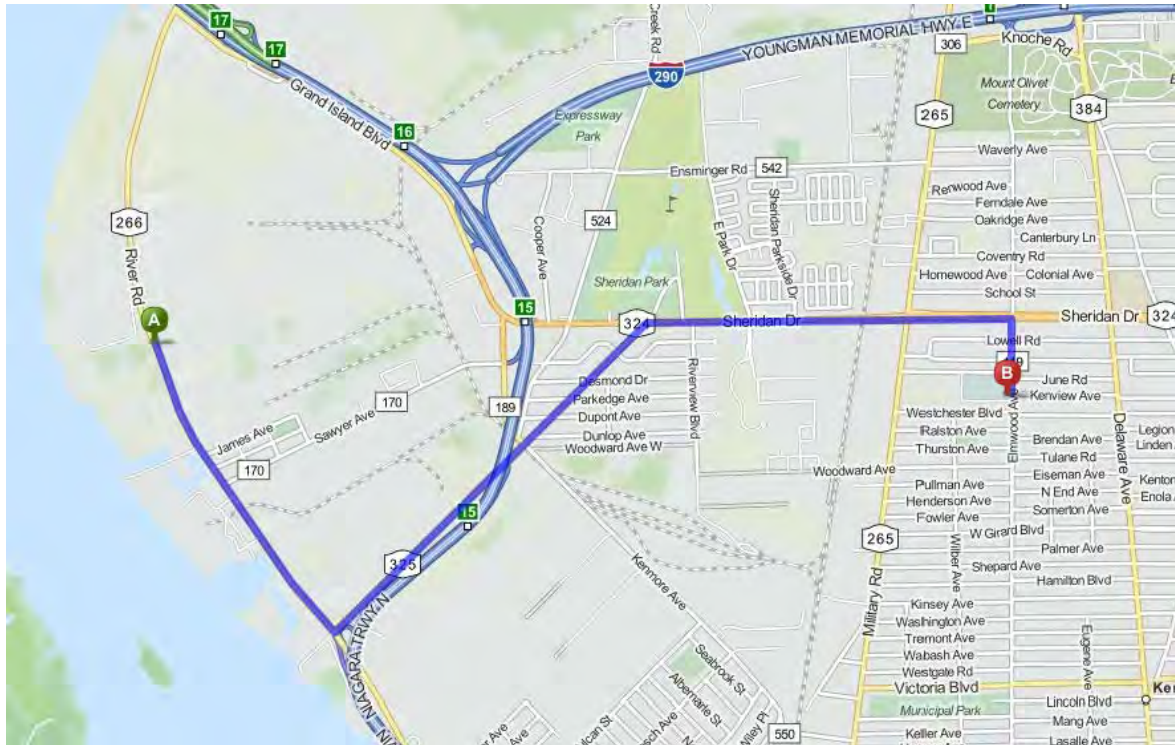 17
17
Grand Island Blvd
16
Creek Rd
290
YOUNGMAN MEMORIAL HWY E
306
Knoche Rd
Mount Olivet
Cemetery
265
384
Expressway
Park
Waverly Ave
Ensminger Rd
542
Renwood Ave
Ferndale Ave
Oakridge Ave
Canterbury Ln
266
River Rd
524
Cooper Ave
E Park Dr
Sheridan Parkside Dr
Coventry Rd
Homewood Ave
Colonial Ave
School St
Sheridan Park
A
15
324
Sheridan Dr
Sheridan Dr
324
Lowell Rd
B
June Rd
Kenview Ave
Desmond Dr
Parkedge Ave
Dupont Ave
Dunlop Ave
Woodward Ave W
Riverview Blvd
170
189
James Ave
Sawyer Ave
170
Westchester Blvd
Elmwood Ave
Ralston Ave
Thurston Ave
Brendan Ave
Tulane Rd
Legion
Linden
Delaware Ave
Woodward Ave
Pullman Ave
Eiseman Ave
Kenton
Henderson Ave
N End Ave
Enola
Fowler Ave
Somerton Ave
15
325
265
Military Rd
Wilber Ave
W Girard Blvd
Palmer Ave
Shepard Ave
Hamilton Blvd
Kenmore Ave
NIAGARA TRWY N
Kinsey Ave
Washington Ave
Tremont Ave
Wabash Ave
Westgate Rd
Eugene Ave
Victoria Blvd
Seabrook St
Albemarle St
Wiley Pl
550
Municipal Park
Lincoln Blvd
Mang Ave
Keller Ave
Lasalle Ave